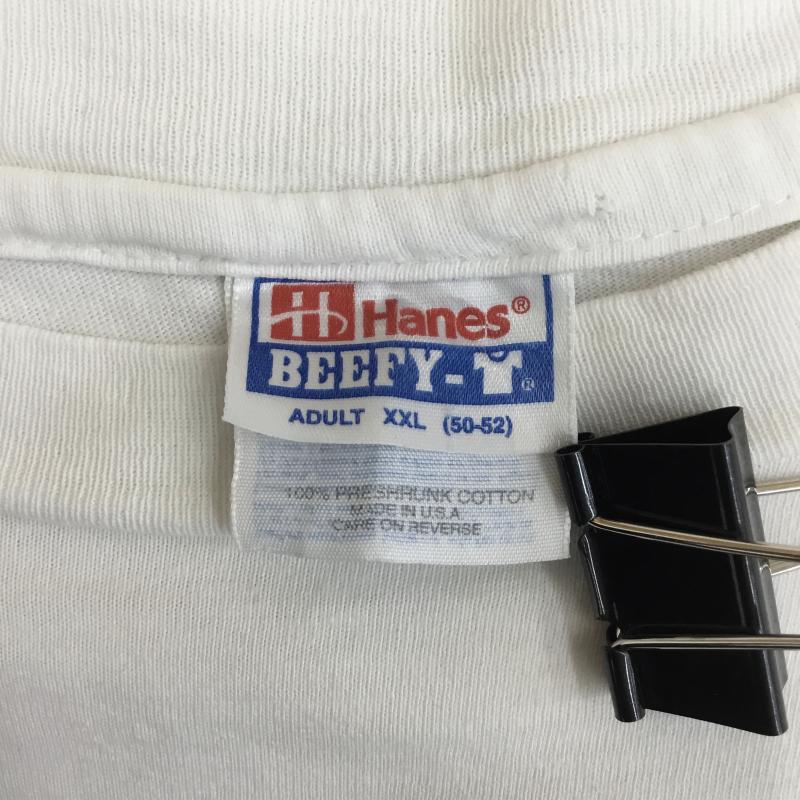 H Hanes®
BEEFY-T®
ADULT XXL (50-52)
100% PRESHRUNK COTTON
MADE IN U.S.A.
CARE ON REVERSE